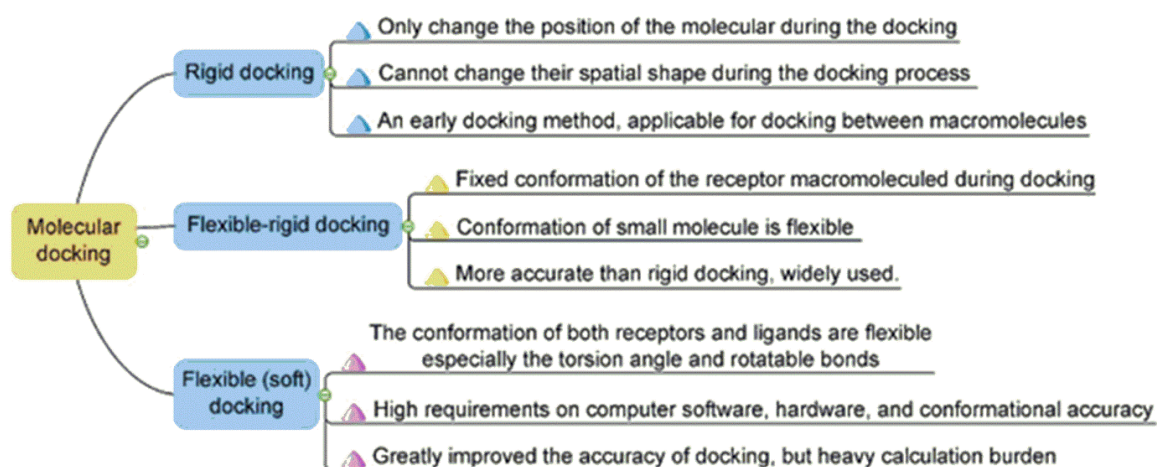 Only change the position of the molecular during the docking
Rigid docking
Cannot change their spatial shape during the docking process
An early docking method, applicable for docking between macromolecules
Fixed conformation of the receptor macromoleculed during docking
Molecular
docking
Flexible-rigid docking
Conformation of small molecule is flexible
More accurate than rigid docking, widely used.
The conformation of both receptors and ligands are flexible
especially the torsion angle and rotatable bonds
Flexible (soft)
docking
High requirements on computer software, hardware, and conformational accuracy
Greatly improved the accuracy of docking, but heavy calculation burden